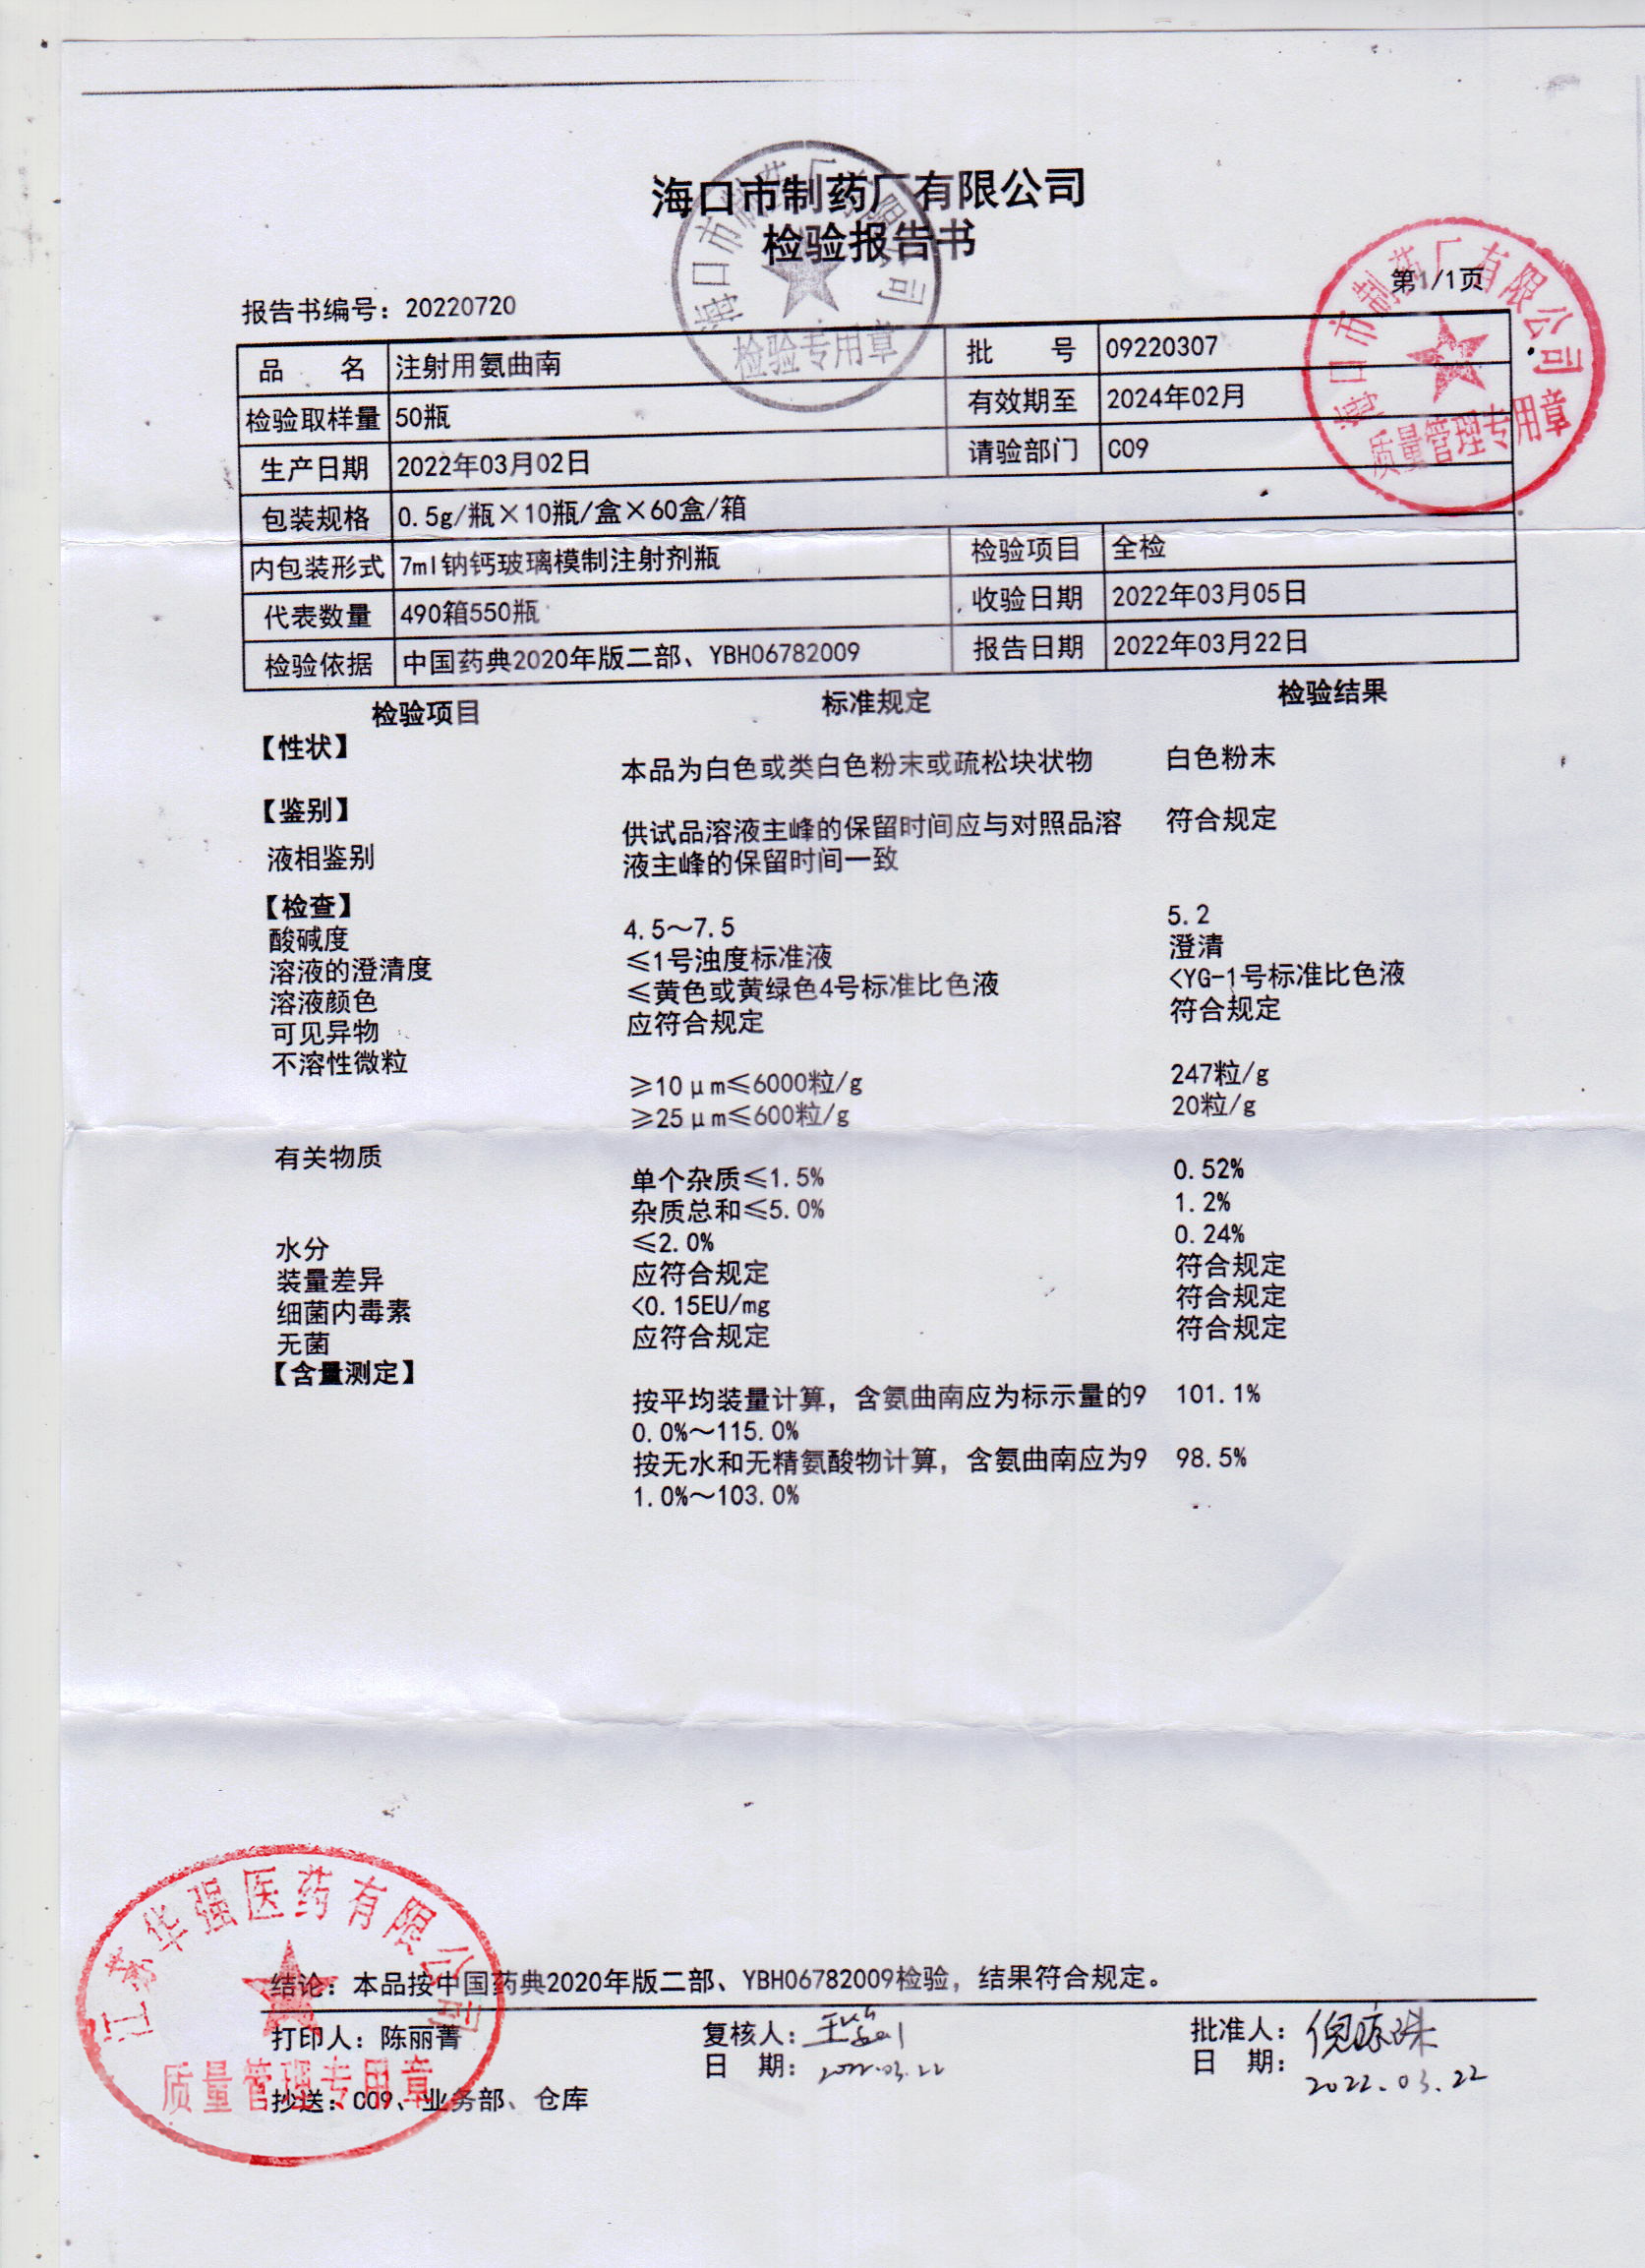 海口市制药厂有限公司
检验报告书
海口市制药厂有限公司
检验专用章
海口市制药厂有限公司
质量管理专用章
第1/1页
报告书编号：20220720
品 名 注射用氨曲南 批 号 09220307
检验取样量 50瓶 有效期至 2024年02月
生产日期 2022年03月02日 请验部门 C09
包装规格 0.5g/瓶×10瓶/盒×60盒/箱
内包装形式 7ml钠钙玻璃模制注射剂瓶 检验项目 全检
代表数量 490箱550瓶 收验日期 2022年03月05日
检验依据 中国药典2020年版二部、YBH06782009 报告日期 2022年03月22日
检验项目 标准规定 检验结果
【性状】
本品为白色或类白色粉末或疏松块状物 白色粉末
【鉴别】
供试品溶液主峰的保留时间应与对照品溶 符合规定
液相鉴别 液主峰的保留时间一致
【检查】
酸碱度 4.5～7.5 5.2
溶液的澄清度 ≤1号浊度标准液 澄清
溶液颜色 ≤黄色或黄绿色4号标准比色液 <YG-1号标准比色液
可见异物 应符合规定 符合规定
不溶性微粒
≥10μm≤6000粒/g 247粒/g
≥25μm≤600粒/g 20粒/g
有关物质
单个杂质≤1.5% 0.52%
杂质总和≤5.0% 1.2%
水分 ≤2.0% 0.24%
装量差异 应符合规定 符合规定
细菌内毒素 <0.15EU/mg 符合规定
无菌 应符合规定 符合规定
【含量测定】
按平均装量计算，含氨曲南应为标示量的9 101.1%
0.0%～115.0%
按无水和无精氨酸物计算，含氨曲南应为9 98.5%
1.0%～103.0%
江苏华强医药有限公司
质量管理专用章
结论：本品按中国药典2020年版二部、YBH06782009检验，结果符合规定。
打印人：陈丽菁 复核人： 批准人：倪琼珠
日 期：2022.03.22 日 期：2022.03.22
抄送：C09、业务部、仓库